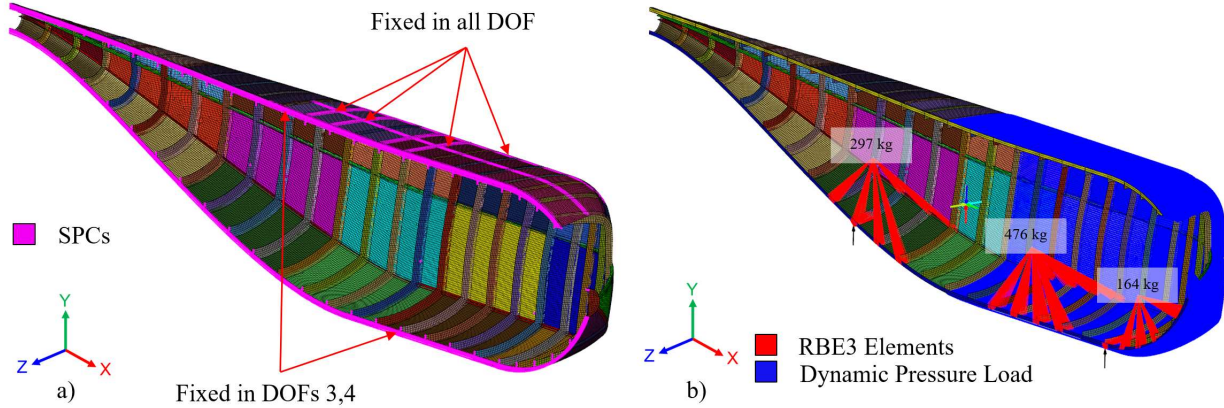 Fixed in all DOF
SPCs
Y
Z
X
a)
Fixed in DOFs 3,4
297 kg
476 kg
164 kg
Y
Z
X
b)
RBE3 Elements
Dynamic Pressure Load